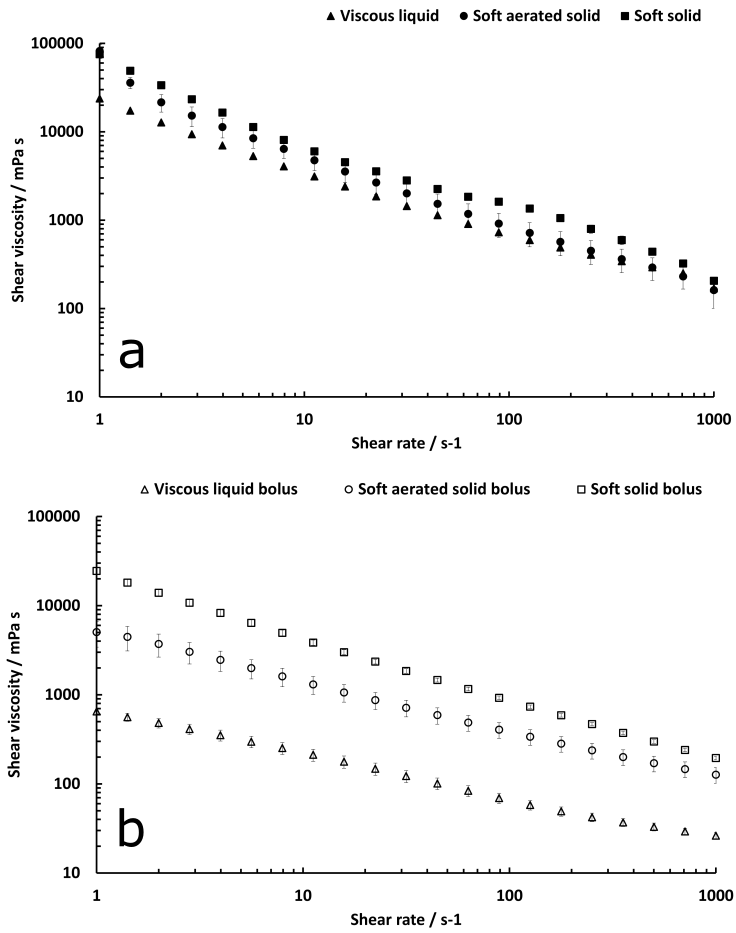 Viscous liquid Soft aerated solid Soft solid
100000
10000
1000
100
10
Shear viscosity / mPa s
a
1 10 100 1000
Shear rate / s-1
Viscous liquid bolus Soft aerated solid bolus Soft solid bolus
100000
10000
1000
100
10
Shear viscosity / mPa s
b
1 10 100 1000
Shear rate / s-1